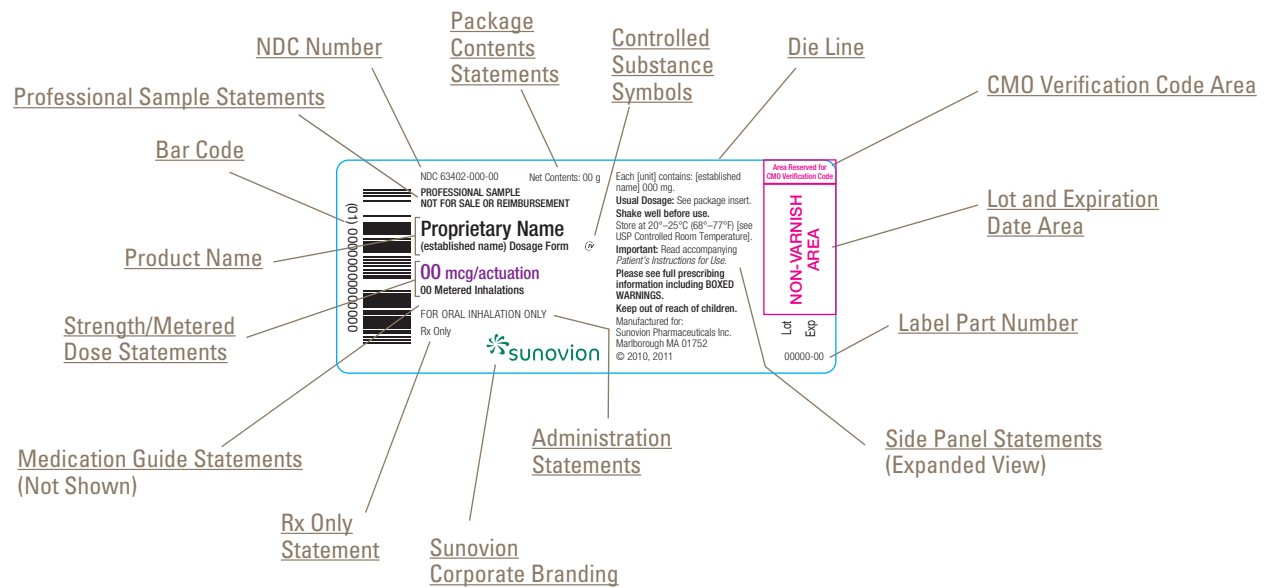 NDC Number
Package
Contents
Statements
Controlled
Substance
Symbols
Die Line
CMO Verification Code Area
Professional Sample Statements
Bar Code
Product Name
Strength/Metered
Dose Statements
Medication Guide Statements
(Not Shown)
Rx Only
Statement
Sunovion
Corporate Branding
Administration
Statements
Side Panel Statements
(Expanded View)
Label Part Number
Lot and Expiration
Date Area
(01) 00000000000000
NDC 63402-000-00
Net Contents: 00 g
PROFESSIONAL SAMPLE
NOT FOR SALE OR REIMBURSEMENT
Proprietary Name
(established name) Dosage Form
IV
00 mcg/actuation
00 Metered Inhalations
FOR ORAL INHALATION ONLY
Rx Only
sunovion
Each [unit] contains: [established
name] 000 mg.
Usual Dosage: See package insert.
Shake well before use.
Store at 20°–25°C (68°–77°F) [see
USP Controlled Room Temperature].
Important: Read accompanying
Patient's Instructions for Use.
Please see full prescribing
information including BOXED
WARNINGS.
Keep out of reach of children.
Manufactured for:
Sunovion Pharmaceuticals Inc.
Marlborough MA 01752
© 2010, 2011
Area Reserved for
CMO Verification Code
NON-VARNISH
AREA
Lot
Exp
00000-00